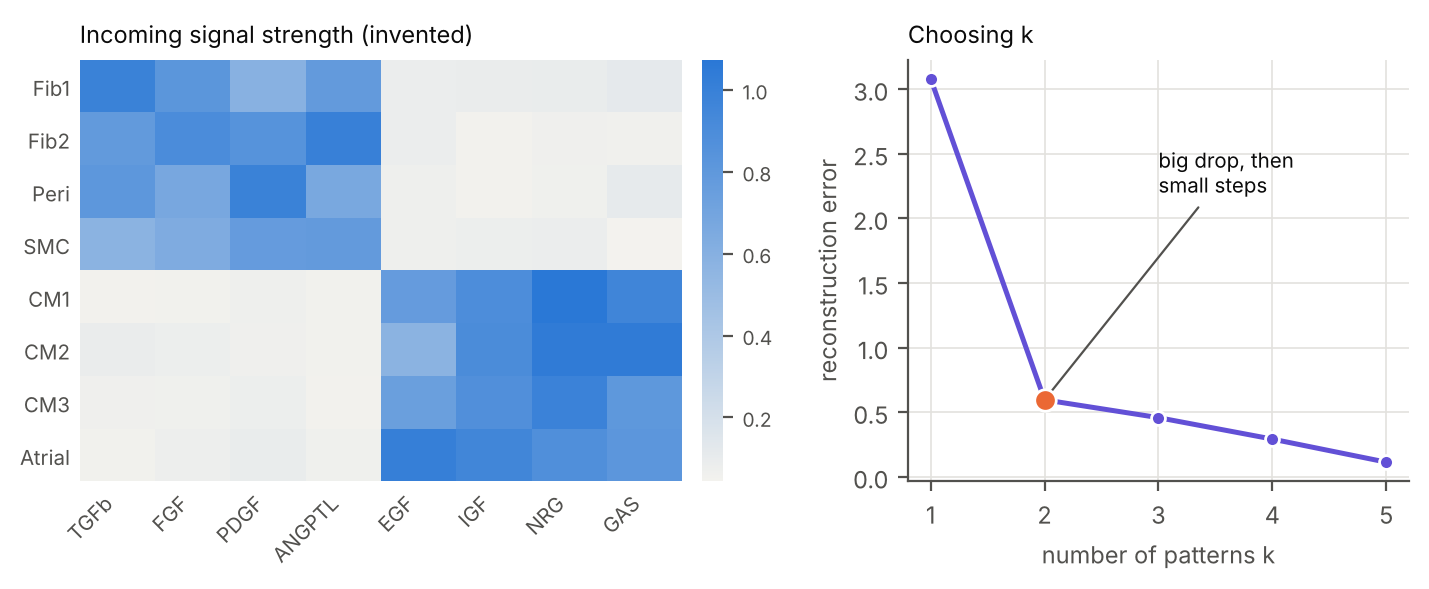 Incoming signal strength (invented)
Fib1
Fib2
Peri
SMC
CM1
CM2
CM3
Atrial
TGFb
FGF
PDGF
ANGPTL
EGF
IGF
NRG
GAS
1.0
0.8
0.6
0.4
0.2
Choosing k
reconstruction error
3.0
2.5
2.0
1.5
1.0
0.5
0.0
big drop, then
small steps
1
2
3
4
5
number of patterns k